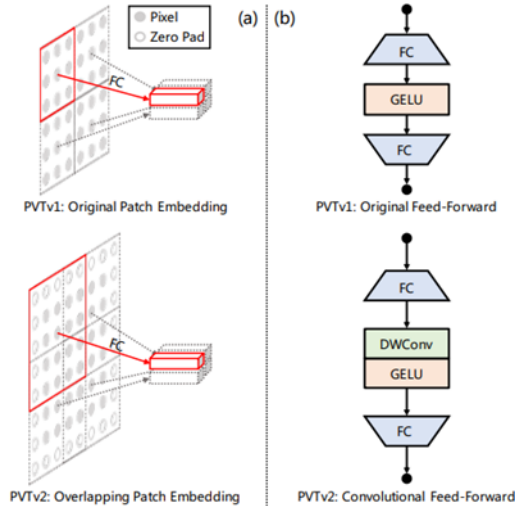 Pixel
Zero Pad
(a)
FC
PVTv1: Original Patch Embedding
FC
PVTv2: Overlapping Patch Embedding
(b)
FC
GELU
FC
PVTv1: Original Feed-Forward
FC
DWConv
GELU
FC
PVTv2: Convolutional Feed-Forward